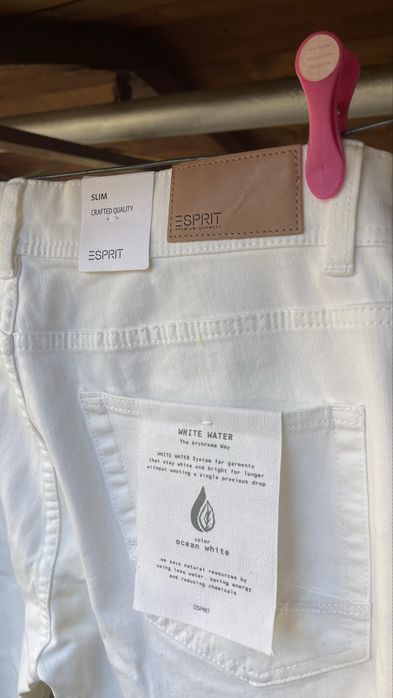 SLIM
CRAFTED QUALITY
ESPRIT
ESPRIT
PREMIUM GARMENT
WHITE WATER
The Archroma Way
WHITE WATER System for garments
that stay white and bright for longer
without wasting a single precious drop
color
ocean white
we save natural resources by
using less water, saving energy
and reducing chemicals
ESPRIT